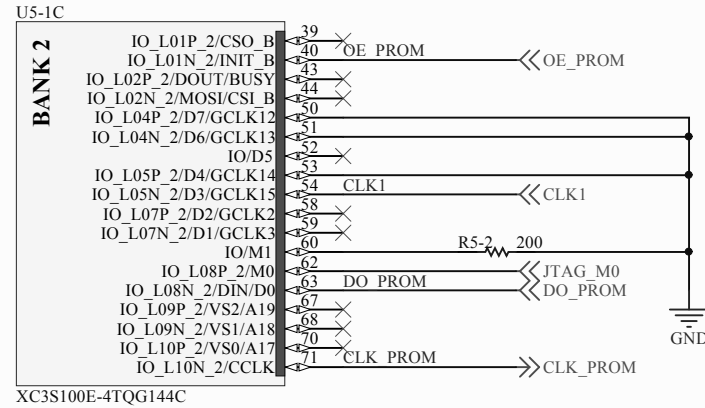 U5-1C
BANK 2
IO_L01P_2/CSO_B 39
IO_L01N_2/INIT_B 40 OE_PROM OE_PROM
IO_L02P_2/DOUT/BUSY 43
IO_L02N_2/MOSI/CSI_B 44
IO_L04P_2/D7/GCLK12 50
IO_L04N_2/D6/GCLK13 51
IO/D5 52
IO_L05P_2/D4/GCLK14 53
IO_L05N_2/D3/GCLK15 54 CLK1 CLK1
IO_L07P_2/D2/GCLK2 58
IO_L07N_2/D1/GCLK3 59
IO/M1 60 R5-2 200
IO_L08P_2/M0 62 JTAG_M0
IO_L08N_2/DIN/D0 63 DO_PROM DO_PROM
IO_L09P_2/VS2/A19 67
IO_L09N_2/VS1/A18 68
IO_L10P_2/VS0/A17 70
IO_L10N_2/CCLK 71 CLK_PROM CLK_PROM
GND
XC3S100E-4TQG144C